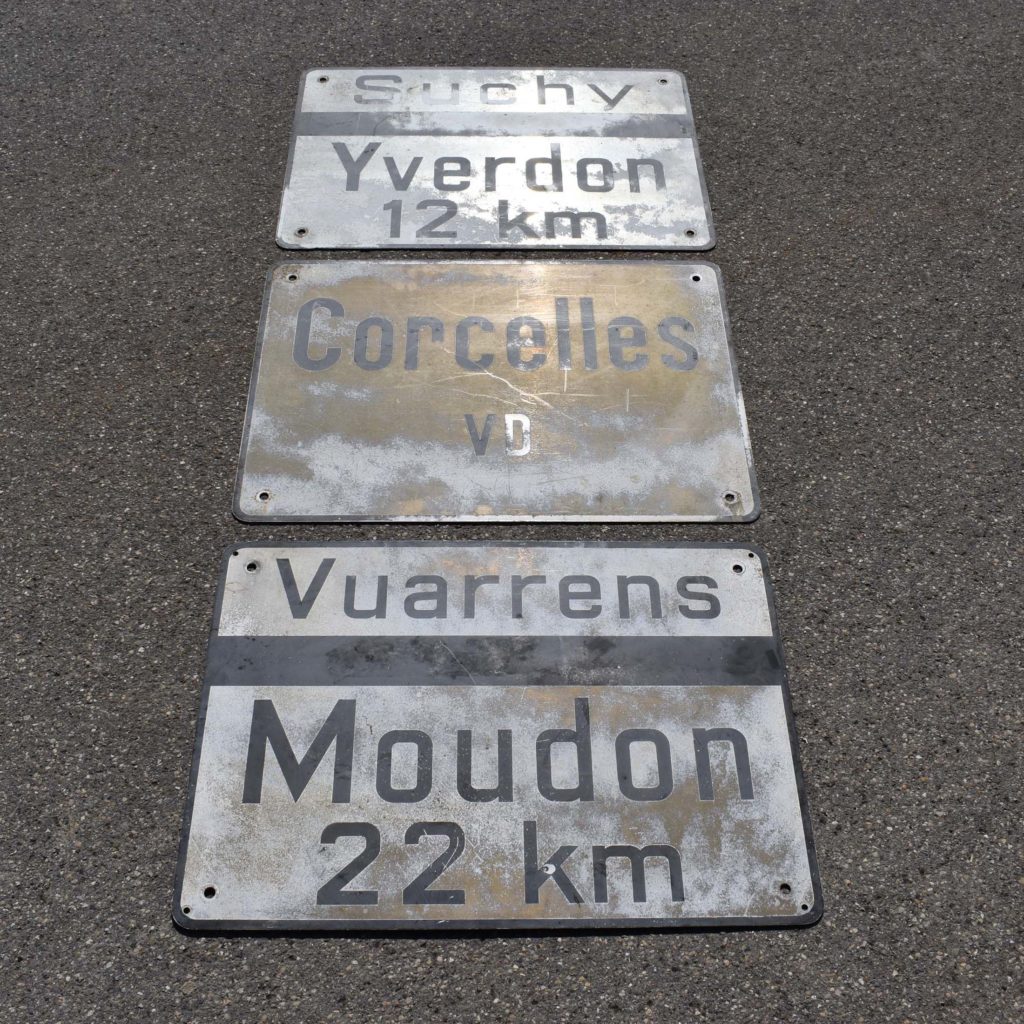 Suchy
Yverdon
12 km
Corcelles
VD
Vuarrens
Moudon
22 km